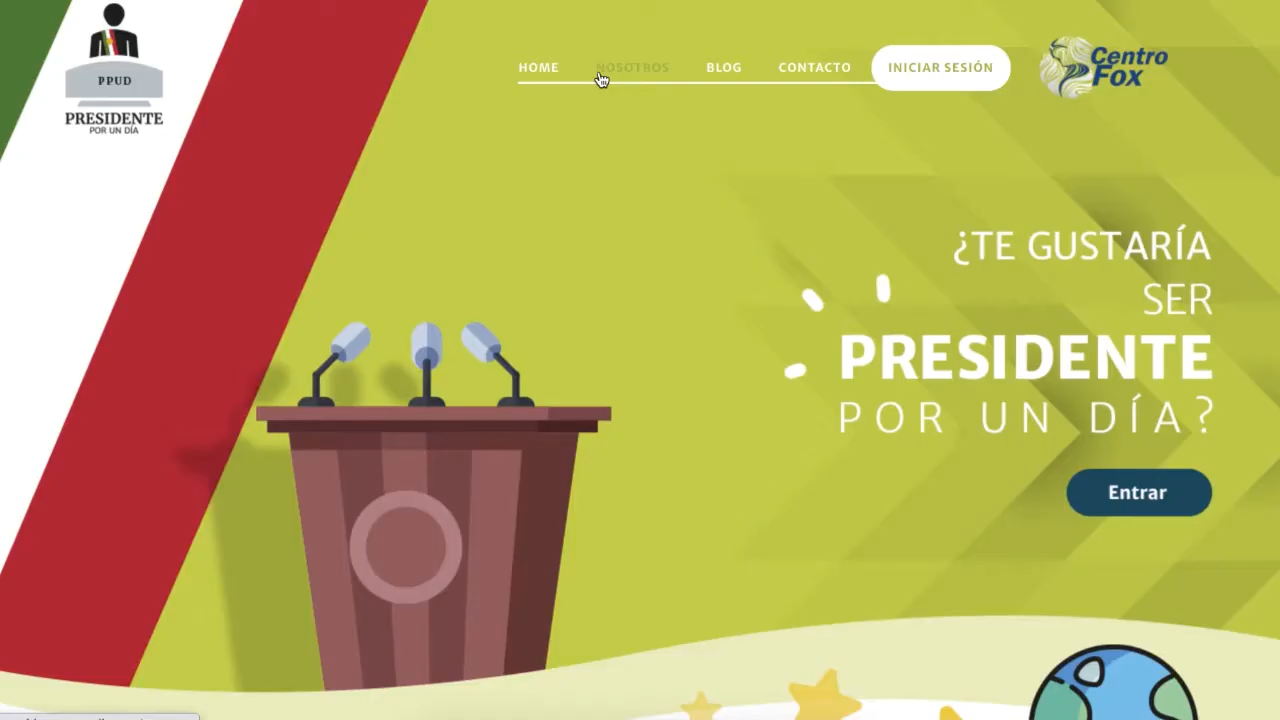 PPUD
PRESIDENTE
POR UN DÍA
HOME
NOSOTROS
BLOG
CONTACTO
INICIAR SESIÓN
Centro
Fox
¿TE GUSTARÍA
SER
PRESIDENTE
POR UN DÍA?
Entrar